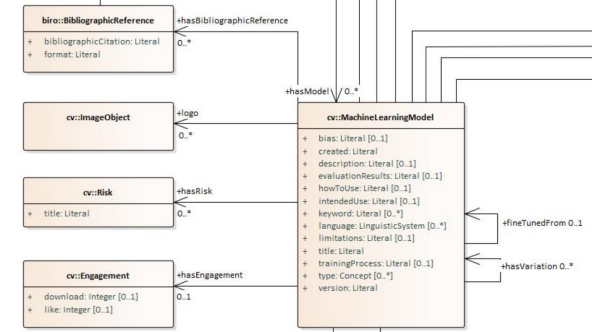 biro::BibliographicReference
+ bibliographicCitation: Literal
+ format: Literal
+hasBibliographicReference
0..*
+hasModel
0..*
cv::ImageObject
+logo
0..*
cv::Risk
+ title: Literal
+hasRisk
0..*
cv::Engagement
+ download: Integer [0..1]
+ like: Integer [0..1]
+hasEngagement
0..1
cv::MachineLearningModel
+ bias: Literal [0..1]
+ created: Literal
+ description: Literal [0..1]
+ evaluationResults: Literal [0..1]
+ howToUse: Literal [0..1]
+ intendedUse: Literal [0..1]
+ keyword: Literal [0..*]
+ language: LinguisticSystem [0..*]
+ limitations: Literal [0..1]
+ title: Literal
+ trainingProcess: Literal [0..1]
+ type: Concept [0..*]
+ version: Literal
+fineTunedFrom 0..1
+hasVariation 0..*